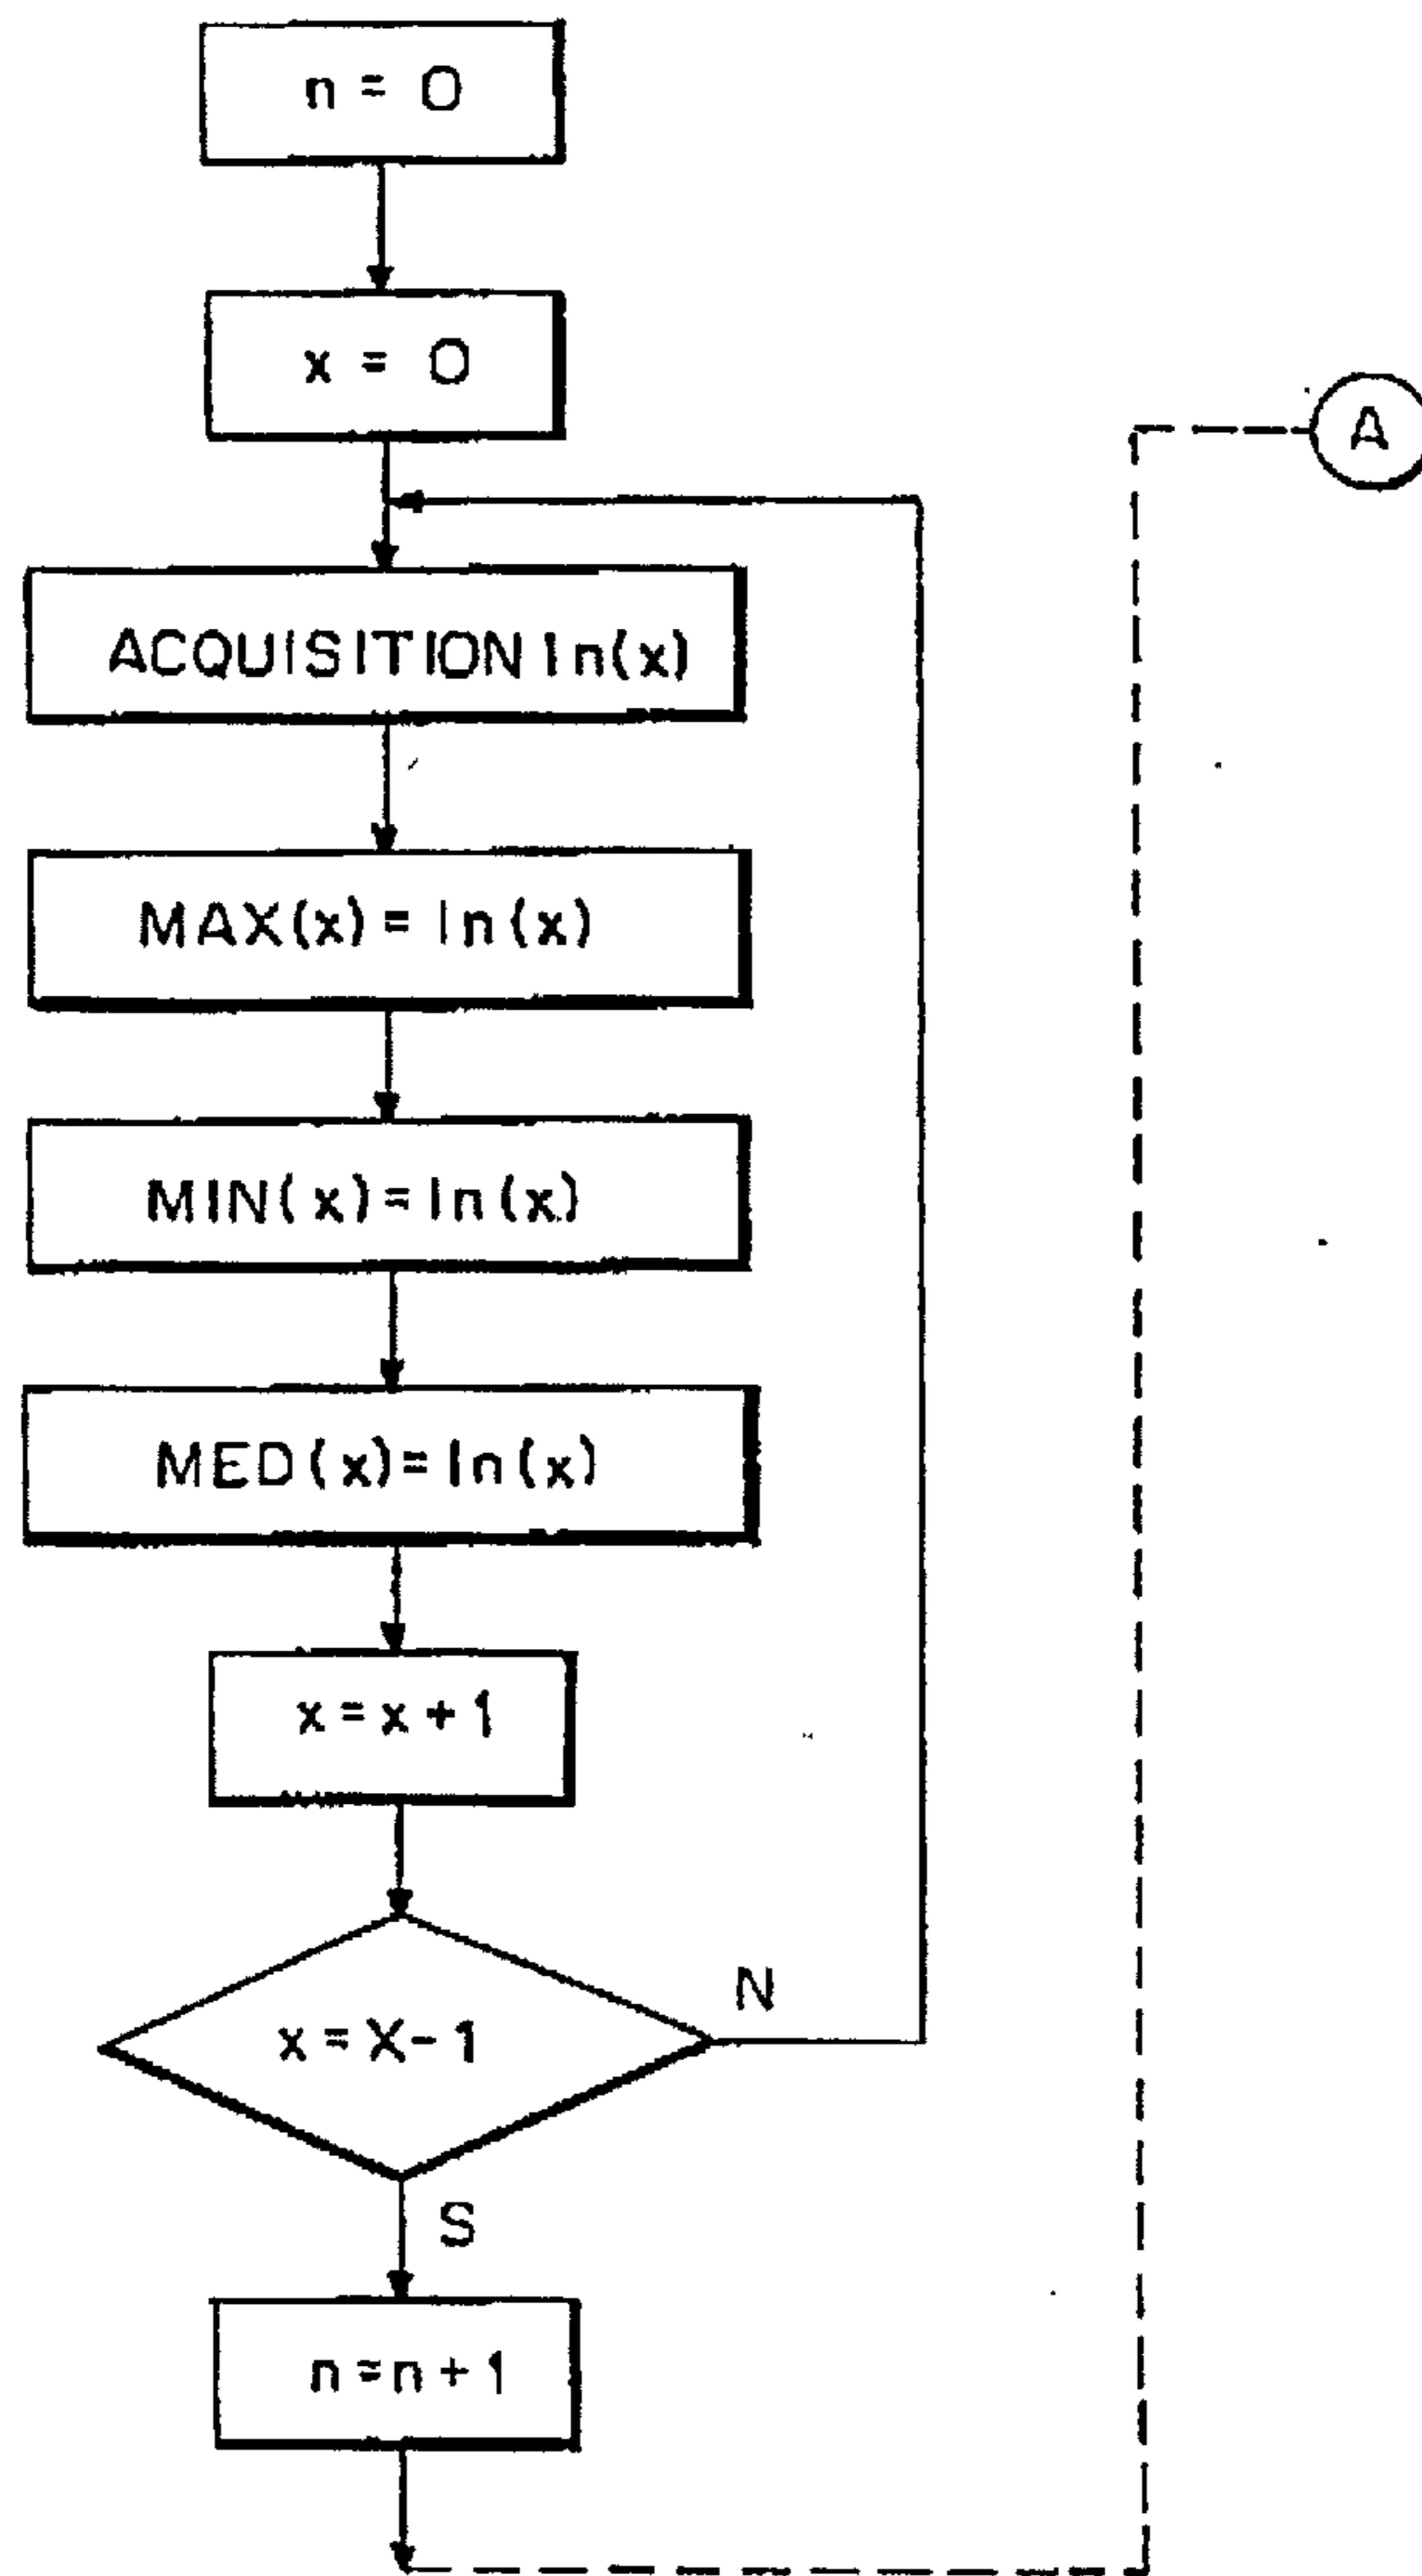 n = 0
x = 0
A
ACQUISITION In(x)
MAX(x) = In(x)
MIN(x) = In(x)
MED(x) = In(x)
x = x + 1
x = X - 1
N
S
n = n + 1